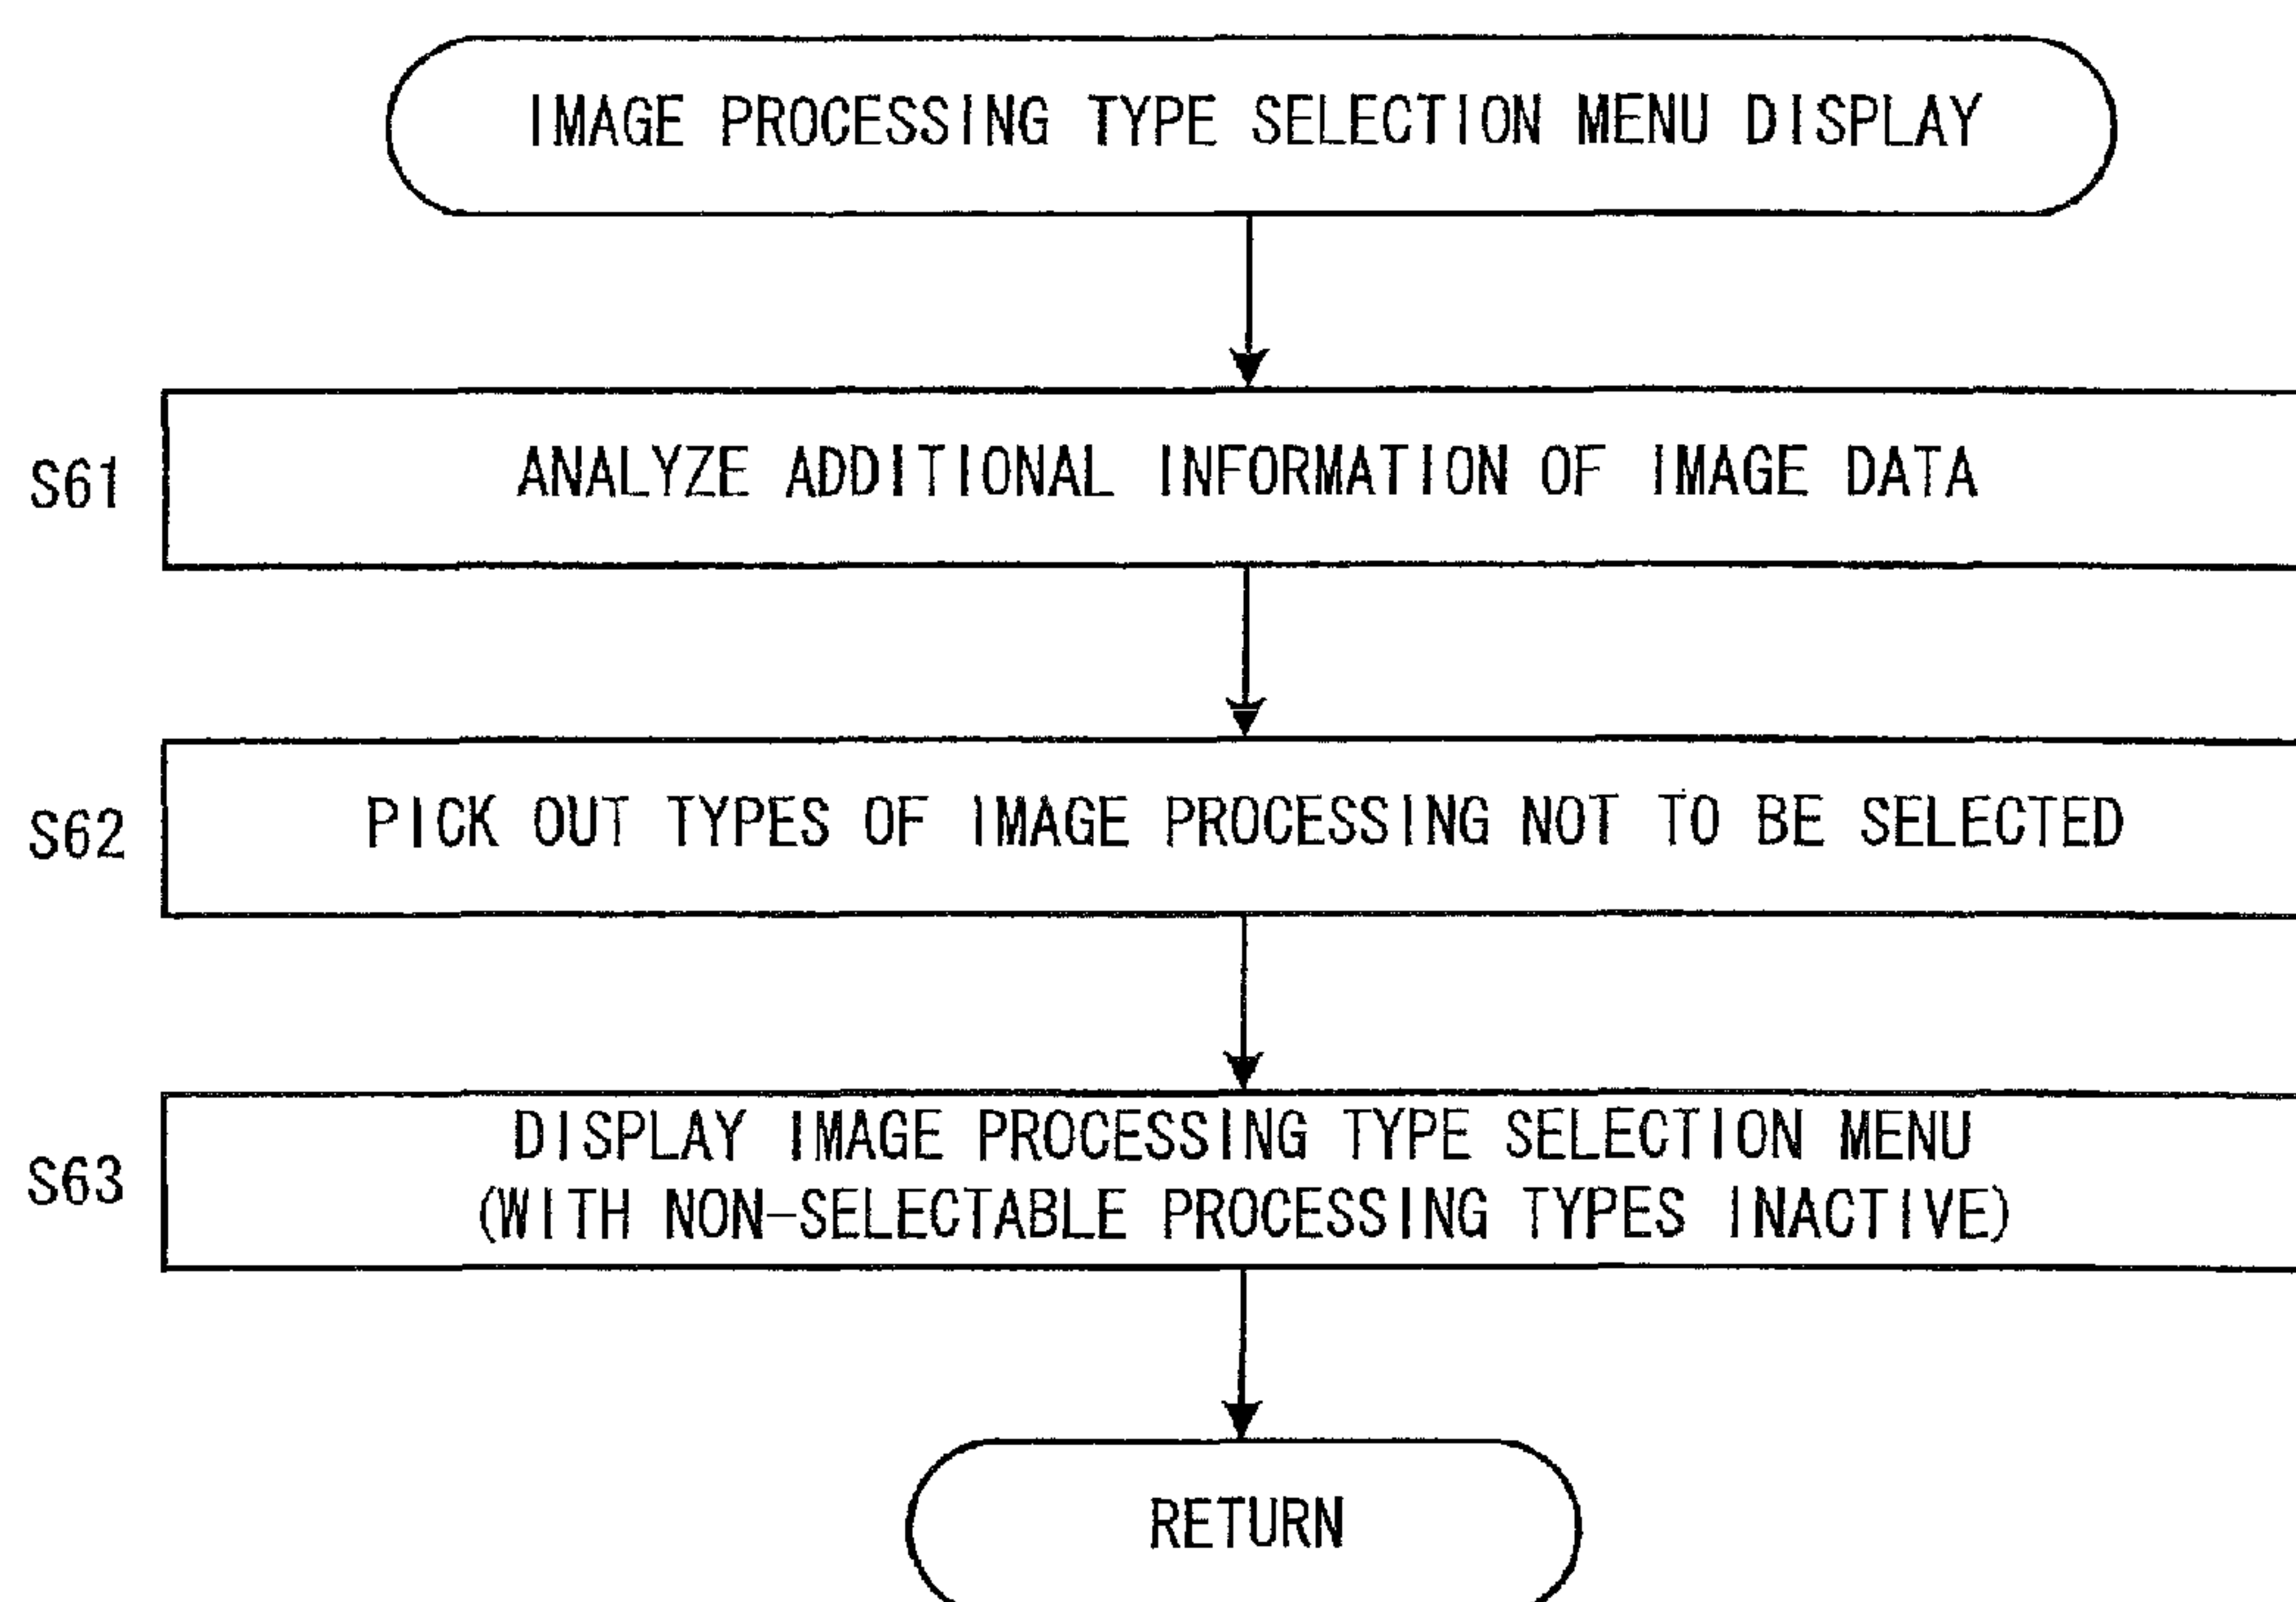 IMAGE PROCESSING TYPE SELECTION MENU DISPLAY
S61
ANALYZE ADDITIONAL INFORMATION OF IMAGE DATA
S62
PICK OUT TYPES OF IMAGE PROCESSING NOT TO BE SELECTED
S63
DISPLAY IMAGE PROCESSING TYPE SELECTION MENU
(WITH NON-SELECTABLE PROCESSING TYPES INACTIVE)
RETURN